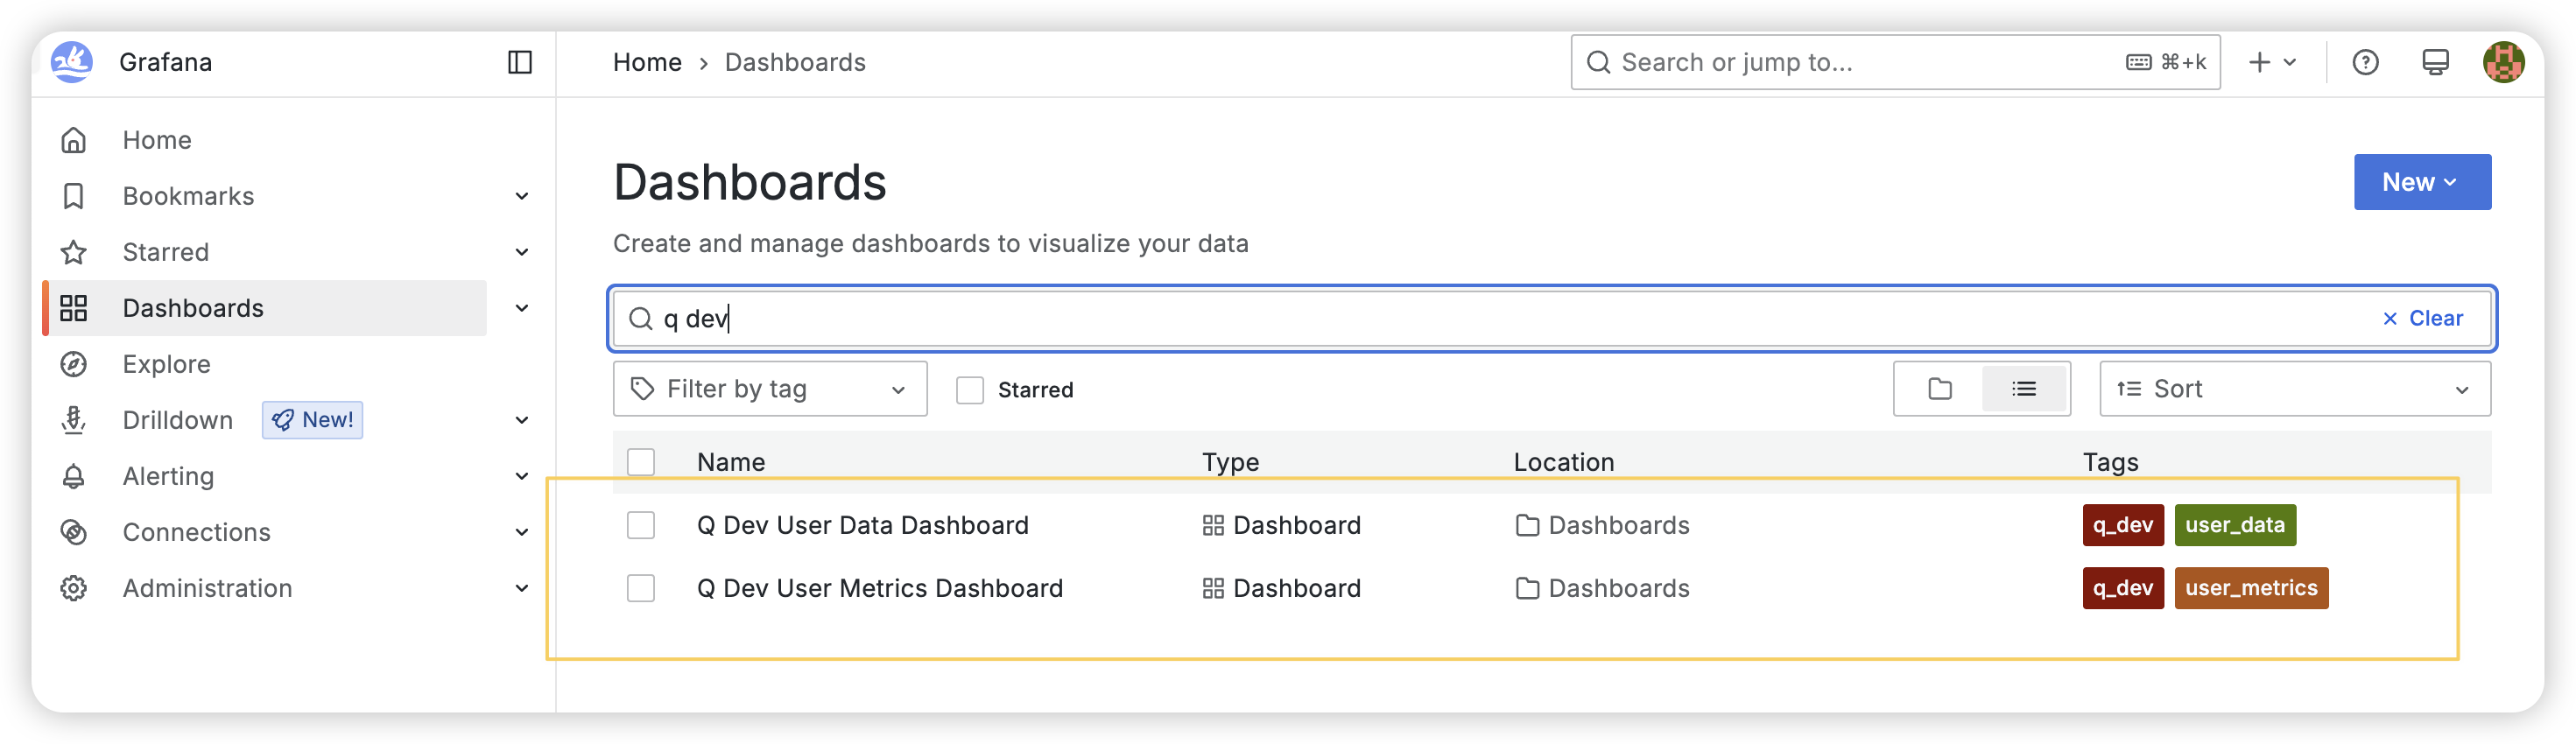 Grafana
Home › Dashboards
Search or jump to...
⌘+k
Home
Bookmarks
Starred
Dashboards
Explore
Drilldown New!
Alerting
Connections
Administration
Dashboards
New
Create and manage dashboards to visualize your data
q dev
Clear
Filter by tag
Starred
Sort
Name Type Location Tags
Q Dev User Data Dashboard Dashboard Dashboards q_dev user_data
Q Dev User Metrics Dashboard Dashboard Dashboards q_dev user_metrics